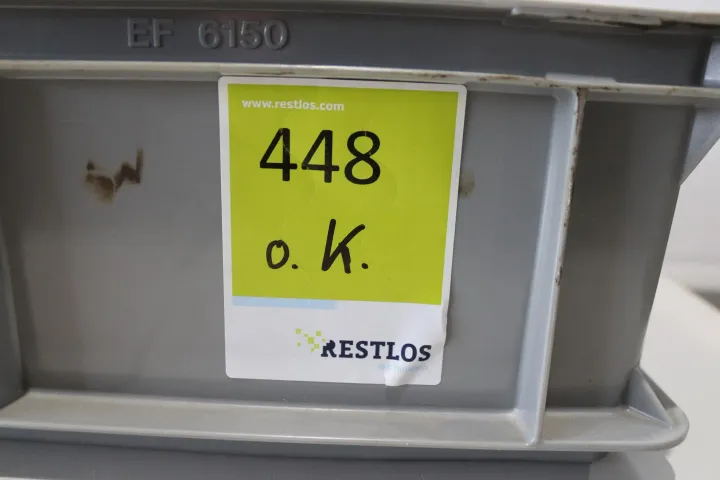 EF 6150
www.restlos.com
448
o. K.
RESTLOS